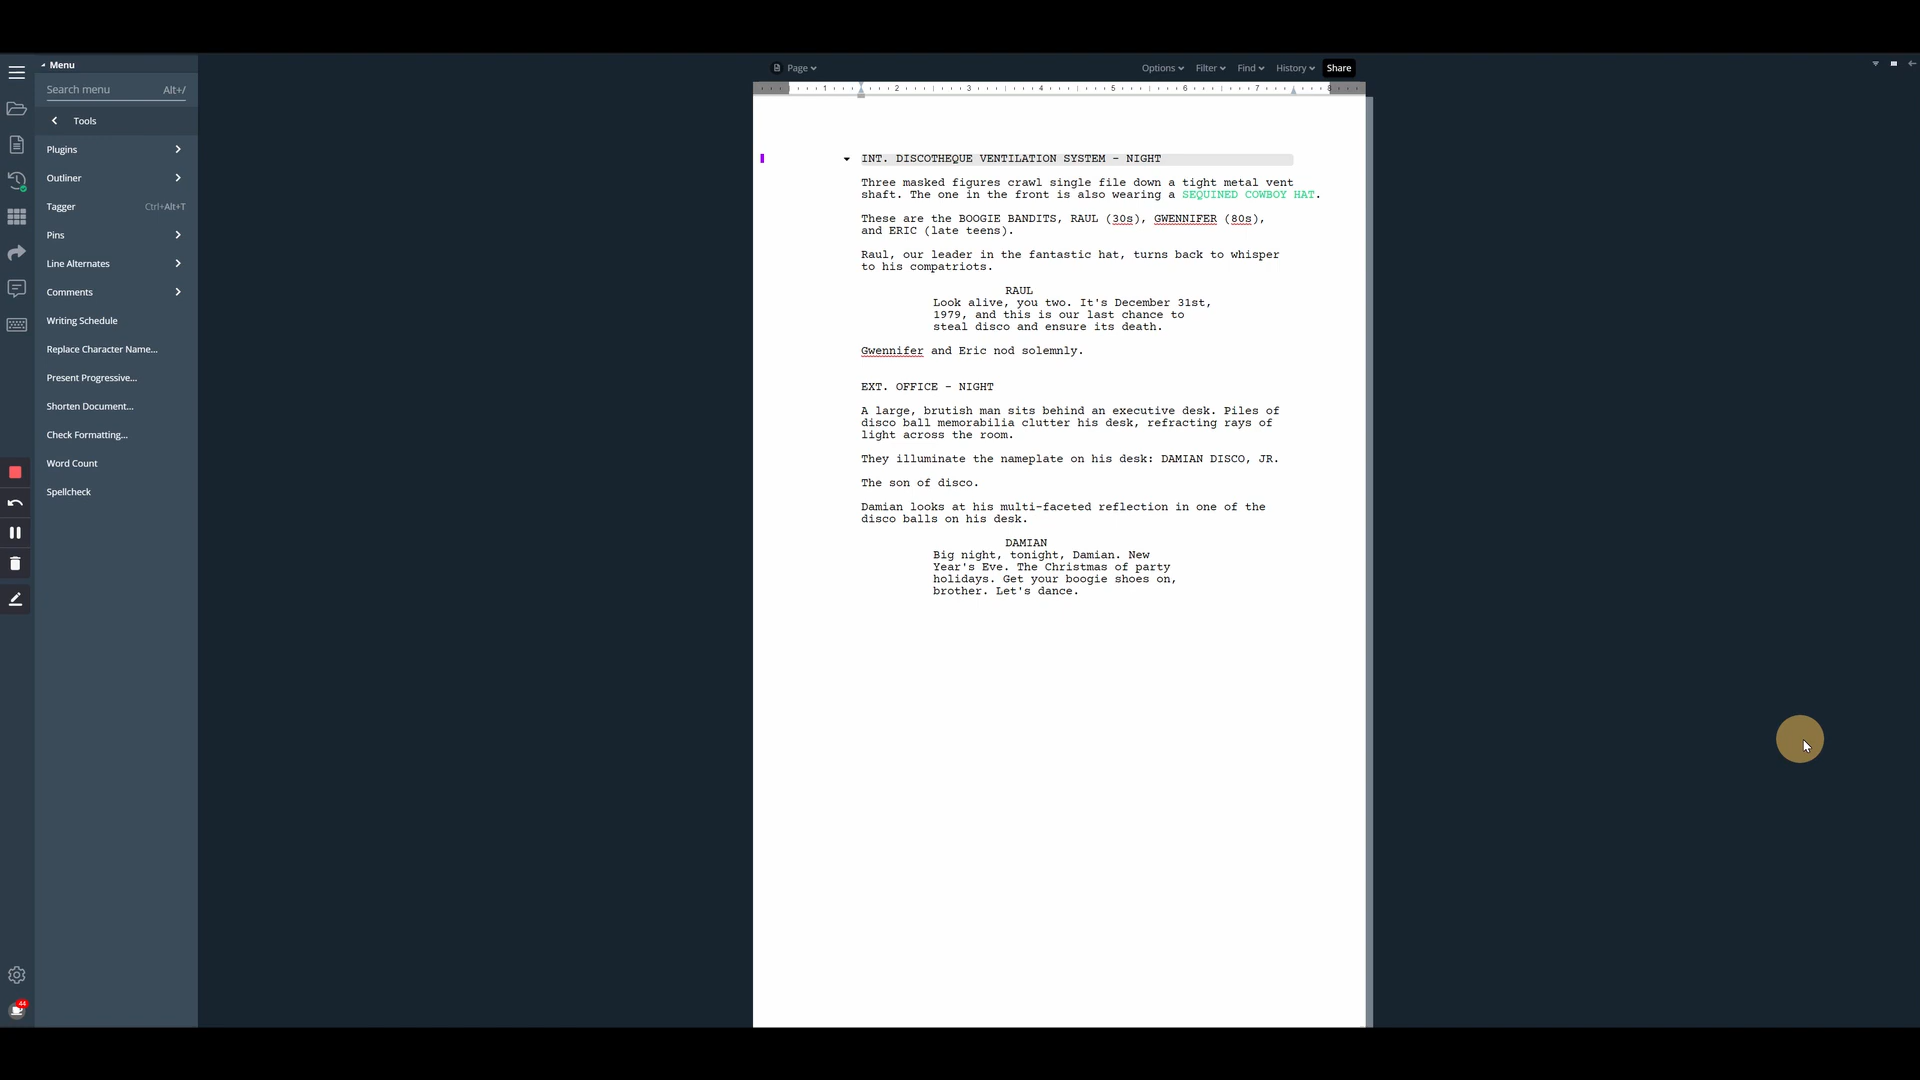 Menu
Search menu Alt+/
Tools
Plugins
Outliner
Tagger Ctrl+Alt+T
Pins
Line Alternates
Comments
Writing Schedule
Replace Character Name...
Present Progressive...
Shorten Document...
Check Formatting...
Word Count
Spellcheck
44
Page
Options Filter Find History Share
1 2 3 4 5 6 7 8
INT. DISCOTHEQUE VENTILATION SYSTEM - NIGHT
Three masked figures crawl single file down a tight metal vent
shaft. The one in the front is also wearing a SEQUINED COWBOY HAT.
These are the BOOGIE BANDITS, RAUL (30s), GWENNIFER (80s),
and ERIC (late teens).
Raul, our leader in the fantastic hat, turns back to whisper
to his compatriots.
RAUL
Look alive, you two. It's December 31st,
1979, and this is our last chance to
steal disco and ensure its death.
Gwennifer and Eric nod solemnly.
EXT. OFFICE - NIGHT
A large, brutish man sits behind an executive desk. Piles of
disco ball memorabilia clutter his desk, refracting rays of
light across the room.
They illuminate the nameplate on his desk: DAMIAN DISCO, JR.
The son of disco.
Damian looks at his multi-faceted reflection in one of the
disco balls on his desk.
DAMIAN
Big night, tonight, Damian. New
Year's Eve. The Christmas of party
holidays. Get your boogie shoes on,
brother. Let's dance.